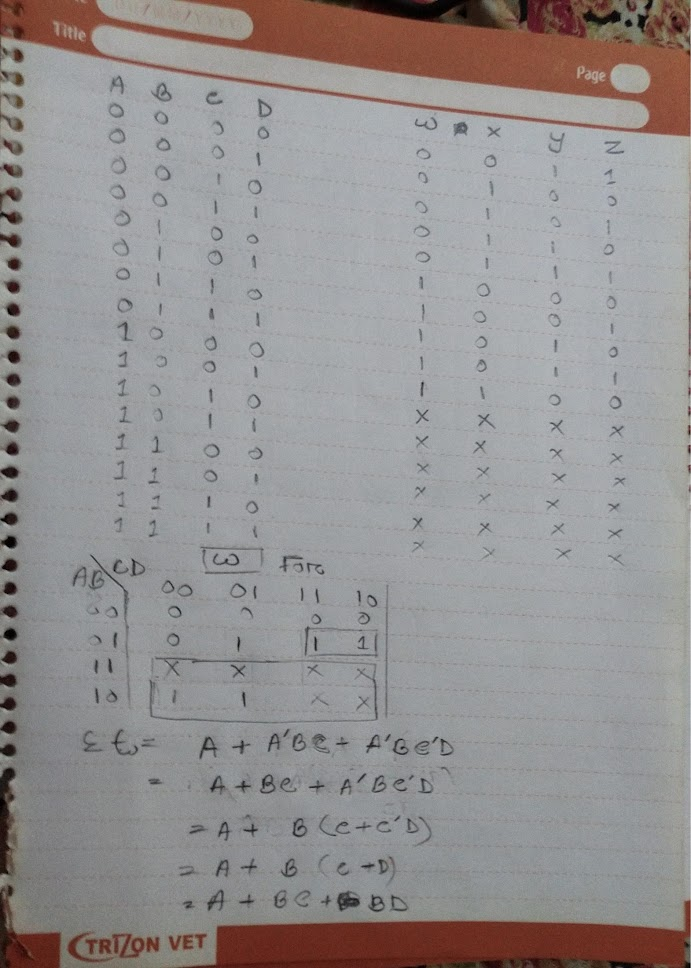 DD/MM/YYYY
Title
Page
A B C D ω x y z
0 0 0 0 0 0 1 1
0 0 0 1 0 1 0 0
0 0 1 0 0 1 0 1
0 0 1 1 0 1 1 0
0 1 0 0 0 1 1 1
0 1 0 1 1 0 0 0
0 1 1 0 1 0 0 1
0 1 1 1 1 0 1 0
1 0 0 0 1 0 1 1
1 0 0 1 1 1 0 0
1 0 1 0 x x x x
1 0 1 1 x x x x
1 1 0 0 x x x x
1 1 0 1 x x x x
1 1 1 0 x x x x
1 1 1 1 x x x x
ω
AB CD 00 01 11 10
00 0 0 0 0
01 0 1 1 1
11 x x x x
10 1 1 x x
= A + A'BC + A'BC'D
= A + BC + A'BC'D
= A + B (C+C'D)
= A + B (C+D)
= A + BC + BD
TRIZON VET